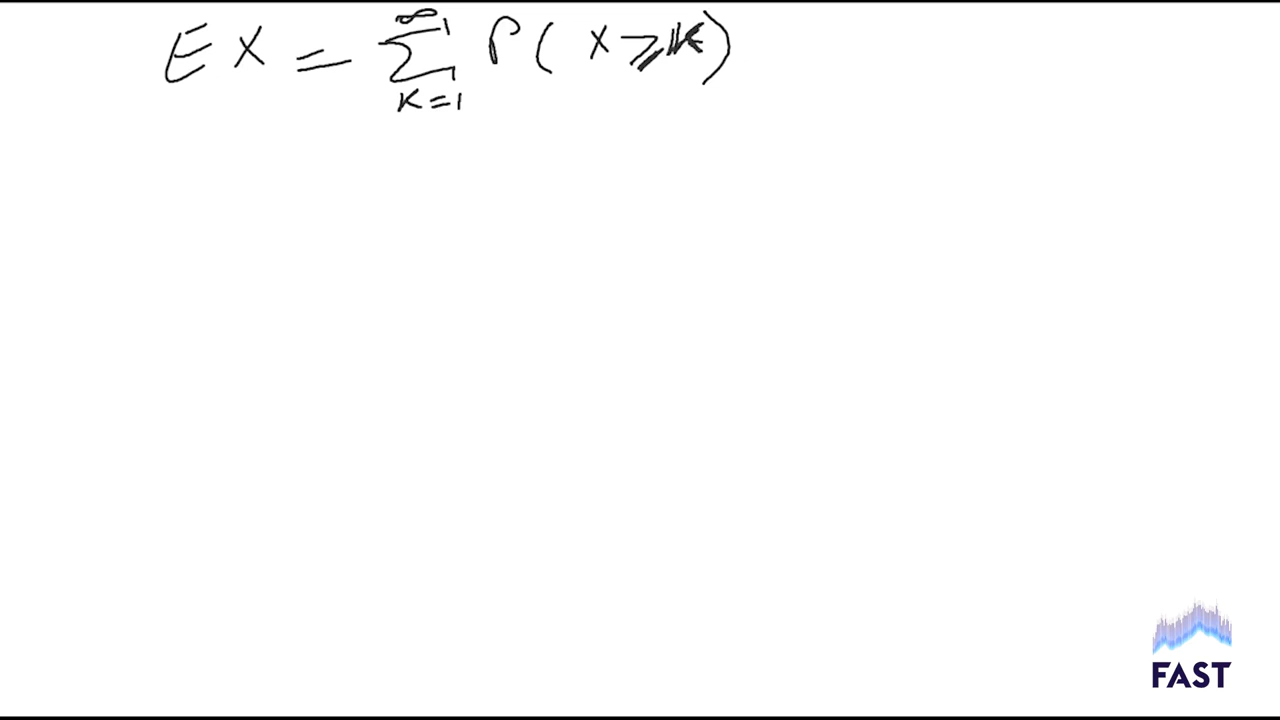 EX = ∑_{k=1}^{∞} P(X ≥ k)
FAST